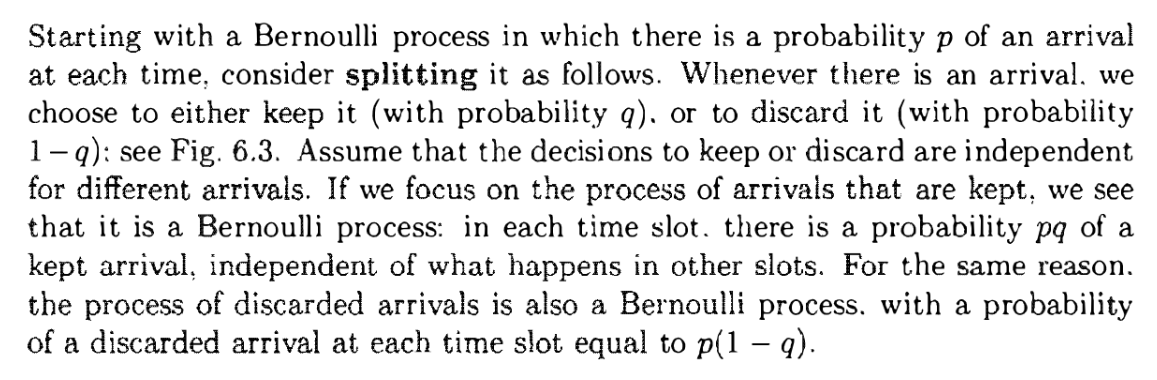 Starting with a Bernoulli process in which there is a probability p of an arrival
at each time, consider splitting it as follows. Whenever there is an arrival. we
choose to either keep it (with probability q). or to discard it (with probability
1 – q): see Fig. 6.3. Assume that the decisions to keep or discard are independent
for different arrivals. If we focus on the process of arrivals that are kept, we see
that it is a Bernoulli process: in each time slot. there is a probability pq of a
kept arrival, independent of what happens in other slots. For the same reason.
the process of discarded arrivals is also a Bernoulli process. with a probability
of a discarded arrival at each time slot equal to p(1 – q).